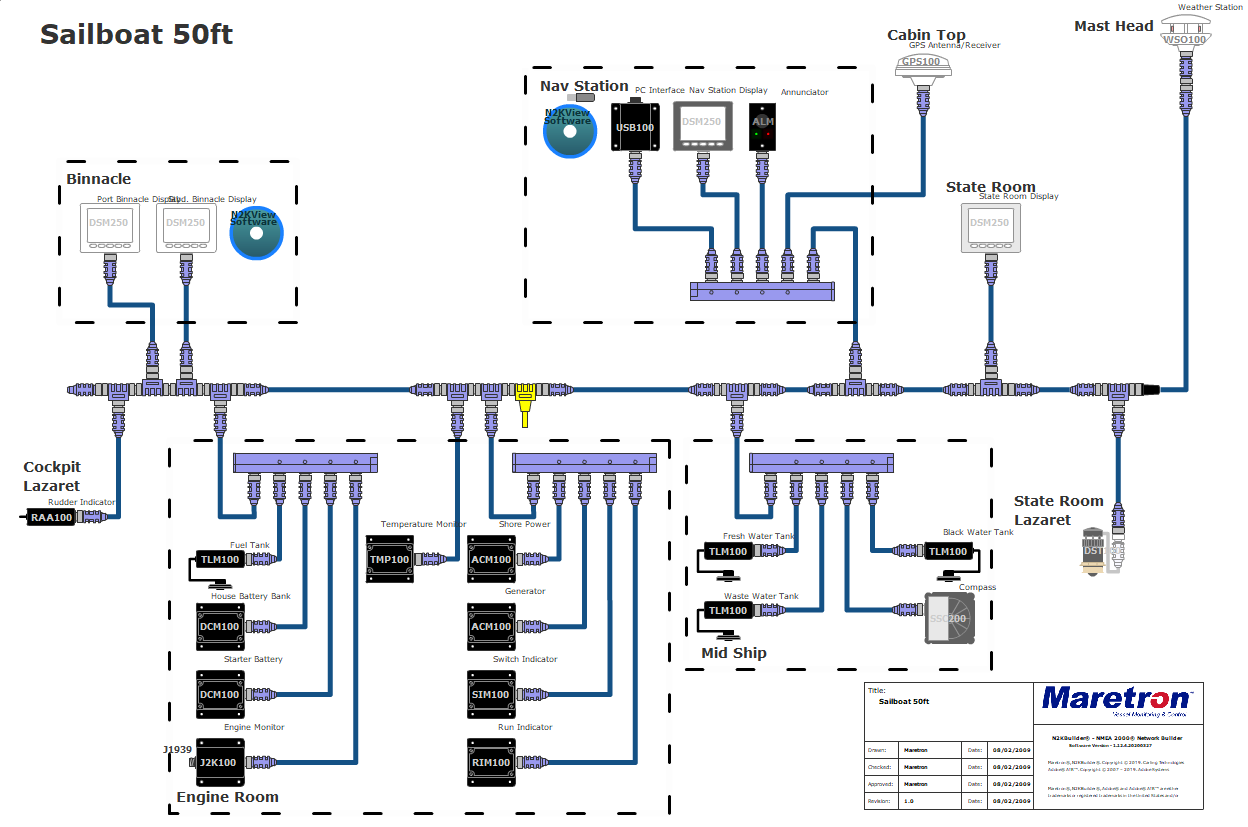 Sailboat 50ft
Weather Station
Mast Head
WSO100
Cabin Top
GPS Antenna/Receiver
GPS100
Nav Station
PC Interface
Nav Station Display
Annunciator
N2KView
Software
USB100
DSM250
ALM
Binnacle
Port Binnacle Display
Stbd. Binnacle Display
DSM250
DSM250
N2KView
Software
State Room
State Room Display
DSM250
Cockpit
Lazaret
Rudder Indicator
RAA100
Fuel Tank
TLM100
House Battery Bank
DCM100
Starter Battery
DCM100
Engine Monitor
J1939
J2K100
Engine Room
Temperature Monitor
TMP100
Shore Power
ACM100
Generator
ACM100
Switch Indicator
SIM100
Run Indicator
RIM100
Fresh Water Tank
TLM100
Waste Water Tank
TLM100
Mid Ship
Black Water Tank
TLM100
Compass
SSC200
State Room
Lazaret
Title:
Sailboat 50ft
Drawn: Maretron Date: 08/02/2009
Checked: Maretron Date: 08/02/2009
Approved: Maretron Date: 08/02/2009
Revision: 1.0 Date: 08/02/2009
Maretron™
Vessel Monitoring & Control
N2KBuilder® - NMEA 2000® Network Builder
Software Version - 1.12.4.20200327
Maretron®, N2KBuilder®, Copyright © 2019. Carling Technologies
Adobe® AIR™. Copyright © 2007 - 2019. Adobe Systems
Maretron®, N2KBuilder®, Adobe® and Adobe® AIR™ are either
trademarks or registered trademarks in the United States and/or